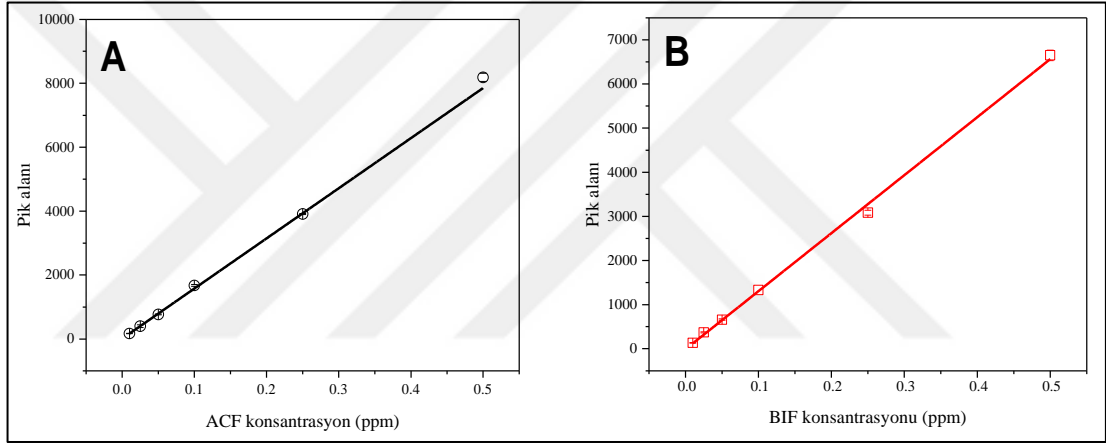 A
10000
8000
6000
4000
2000
0
Pik alanı
0.0 0.1 0.2 0.3 0.4 0.5
ACF konsantrasyon (ppm)
B
7000
6000
5000
4000
3000
2000
1000
0
Pik alanı
0.0 0.1 0.2 0.3 0.4 0.5
BIF konsantrasyonu (ppm)